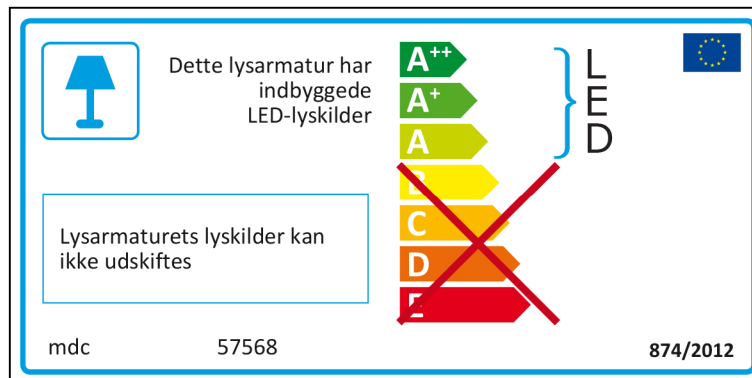 Dette lysarmatur har
indbyggede
LED-lyskilder
A++
A+
A
B
C
D
E
L
E
D
Lysarmaturets lyskilder kan
ikke udskiftes
mdc 57568
874/2012